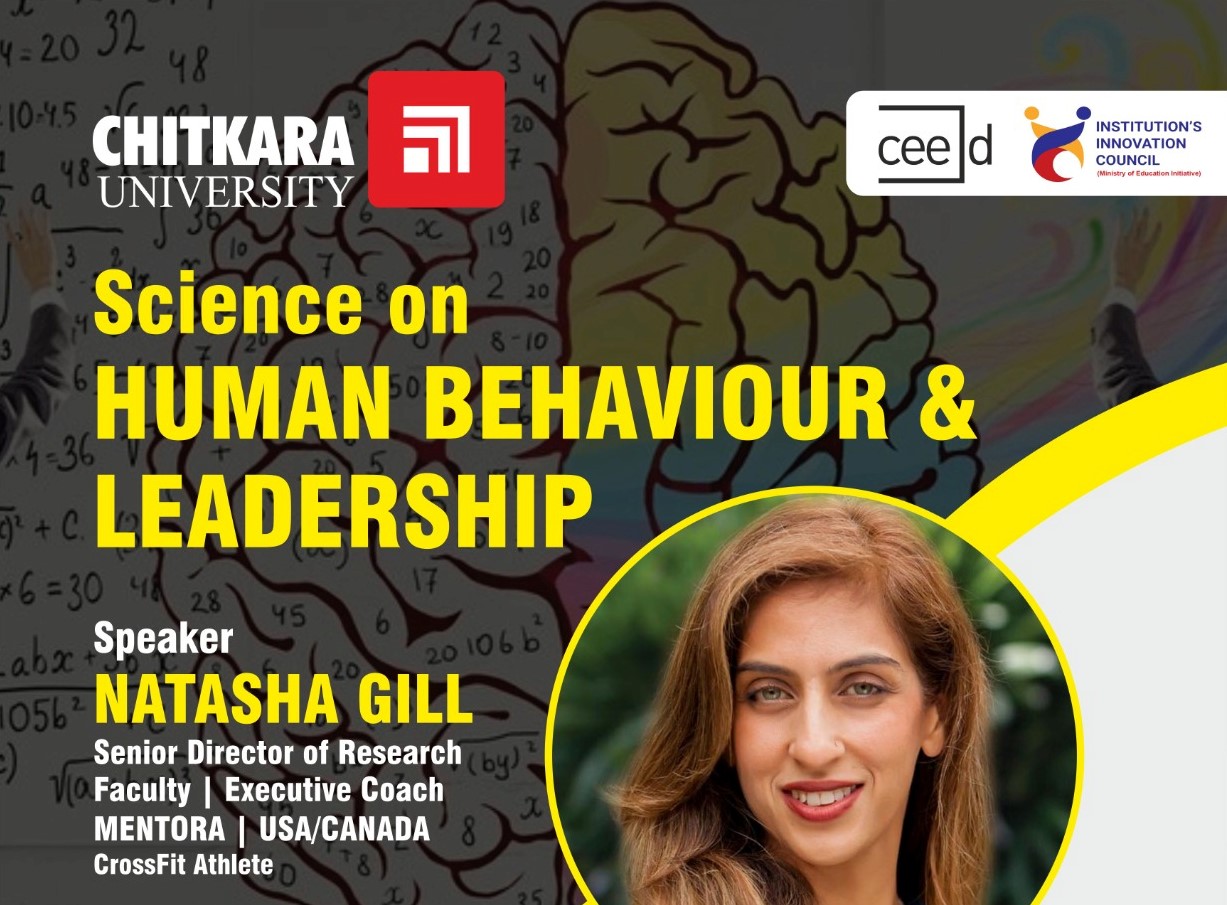 CHITKARA
UNIVERSITY
cee d
INSTITUTION'S
INNOVATION
COUNCIL
(Ministry of Education Initiative)
Science on
HUMAN BEHAVIOUR &
LEADERSHIP
Speaker
NATASHA GILL
Senior Director of Research
Faculty | Executive Coach
MENTORA | USA/CANADA
CrossFit Athlete